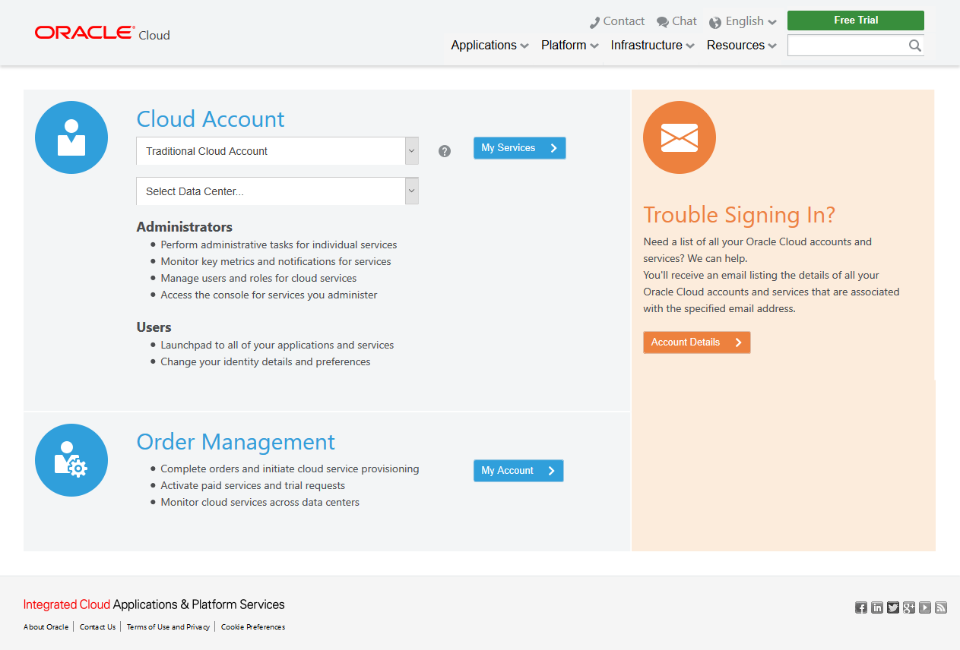 ORACLE Cloud
Contact Chat English
Free Trial
Applications Platform Infrastructure Resources
Cloud Account
Traditional Cloud Account
?
My Services
Select Data Center...
Administrators
Perform administrative tasks for individual services
Monitor key metrics and notifications for services
Manage users and roles for cloud services
Access the console for services you administer
Users
Launchpad to all of your applications and services
Change your identity details and preferences
Order Management
Complete orders and initiate cloud service provisioning
Activate paid services and trial requests
Monitor cloud services across data centers
My Account
Trouble Signing In?
Need a list of all your Oracle Cloud accounts and
services? We can help.
You'll receive an email listing the details of all your
Oracle Cloud accounts and services that are associated
with the specified email address.
Account Details
Integrated Cloud Applications & Platform Services
About Oracle | Contact Us | Terms of Use and Privacy | Cookie Preferences